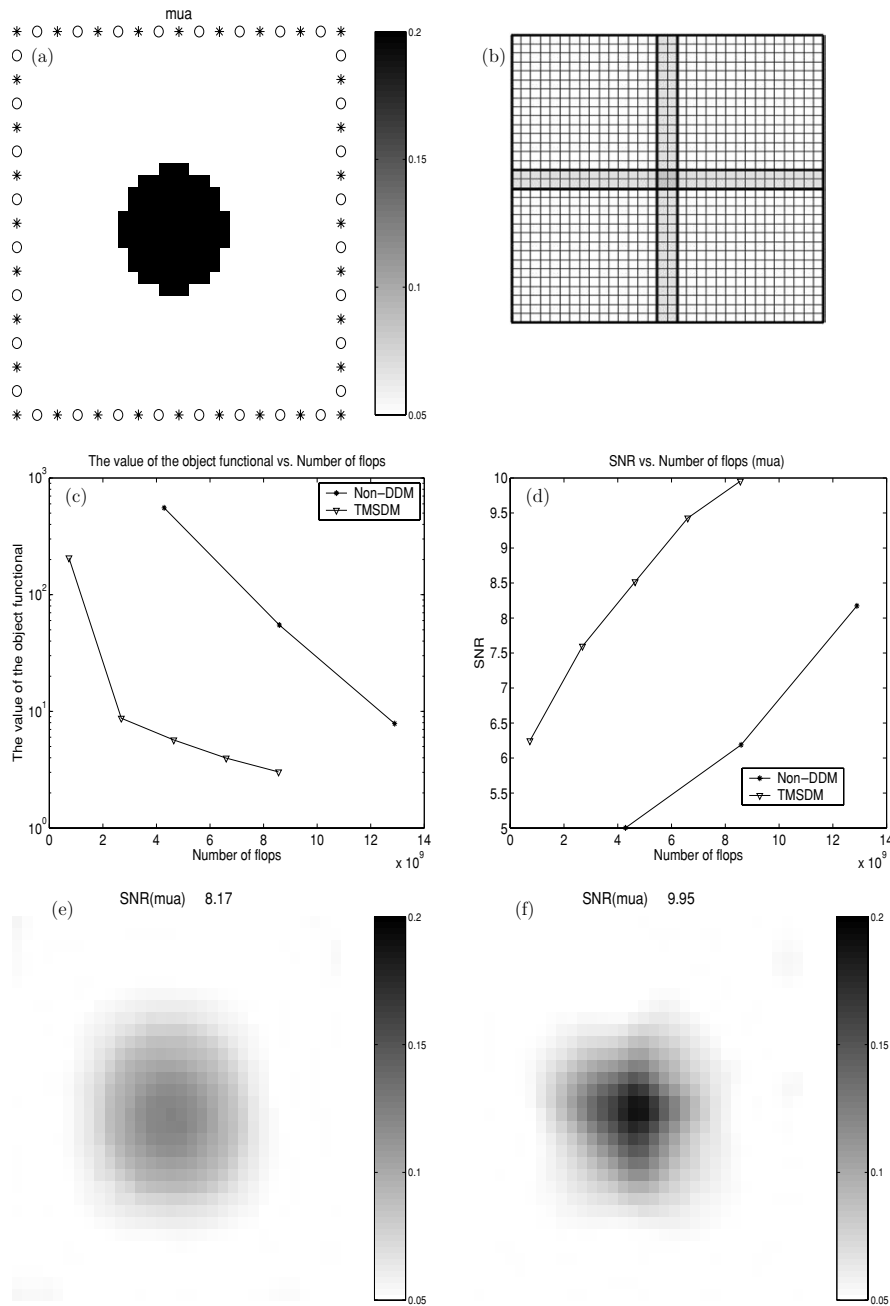 mua
(a)
0.2
0.15
0.1
0.05
(b)
The value of the object functional vs. Number of flops
(c)
Non-DDM
TMSDM
The value of the object functional
10^3
10^2
10^1
10^0
0 2 4 6 8 10 12 14
Number of flops
x 10^9
SNR vs. Number of flops (mua)
(d)
SNR
10
9.5
9
8.5
8
7.5
7
6.5
6
5.5
5
Non-DDM
TMSDM
0 2 4 6 8 10 12 14
Number of flops
x 10^9
(e)
SNR(mua) 8.17
0.2
0.15
0.1
0.05
(f)
SNR(mua) 9.95
0.2
0.15
0.1
0.05